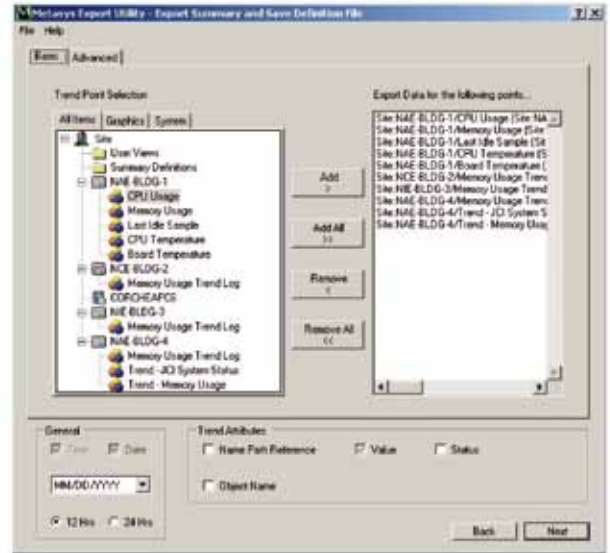 Metasys Export Utility - Export Summary and Save Definition File
File Help
Items Advanced
Trend Point Selection
All Items Graphics System
Site
User Views
Summary Definitions
NAE-BLDG-1
CPU Usage
Memory Usage
Last Idle Sample
CPU Temperature
Board Temperature
NCE-BLDG-2
Memory Usage Trend Log
NIE-BLDG-3
Memory Usage Trend Log
NAE-BLDG-4
Memory Usage Trend Log
Trend - JCI System Status
Trend - Memory Usage
Add
>
Add All
>>
Remove
<
Remove All
<<
Export Data for the following points...
Site:NAE-BLDG-1/CPU Usage (Site:NA
Site:NAE-BLDG-1/Memory Usage (Site
Site:NAE-BLDG-1/Last Idle Sample (Sit
Site:NAE-BLDG-1/CPU Temperature (S
Site:NAE-BLDG-1/Board Temperature (
Site:NCE-BLDG-2/Memory Usage Tren
Site:NIE-BLDG-3/Memory Usage Trend
Site:NAE-BLDG-4/Memory Usage Trend
Site:NAE-BLDG-4/Trend - JCI System S
Site:NAE-BLDG-4/Trend - Memory Usag
General
Time Date
MM/DD/YYYY
12 Hrs 24 Hrs
Trend Attributes
Name Path Reference Value Status
Object Name
Back Next